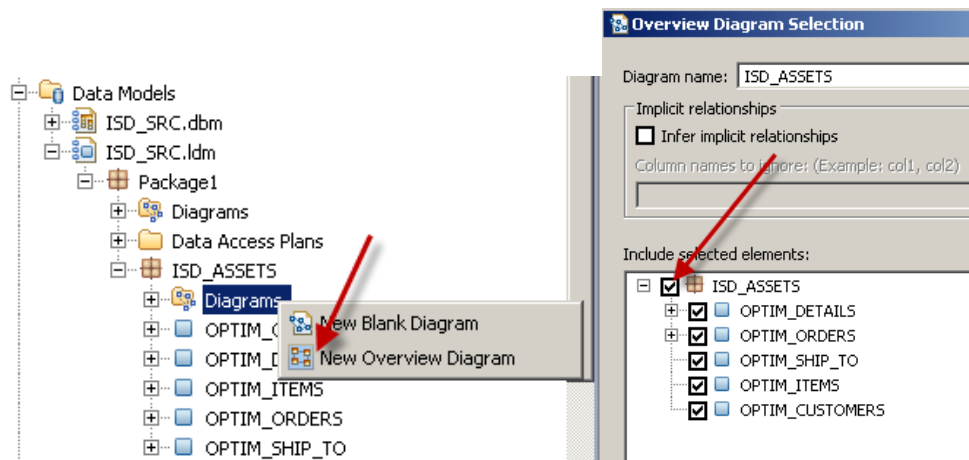 Data Models
ISD_SRC.dbm
ISD_SRC.ldm
Package1
Diagrams
Data Access Plans
ISD_ASSETS
Diagrams
New Blank Diagram
New Overview Diagram
OPTIM_ITEMS
OPTIM_ORDERS
OPTIM_SHIP_TO
Overview Diagram Selection
Diagram name: ISD_ASSETS
Implicit relationships
Infer implicit relationships
Column names to ignore: (Example: col1, col2)
Include selected elements:
ISD_ASSETS
OPTIM_DETAILS
OPTIM_ORDERS
OPTIM_SHIP_TO
OPTIM_ITEMS
OPTIM_CUSTOMERS